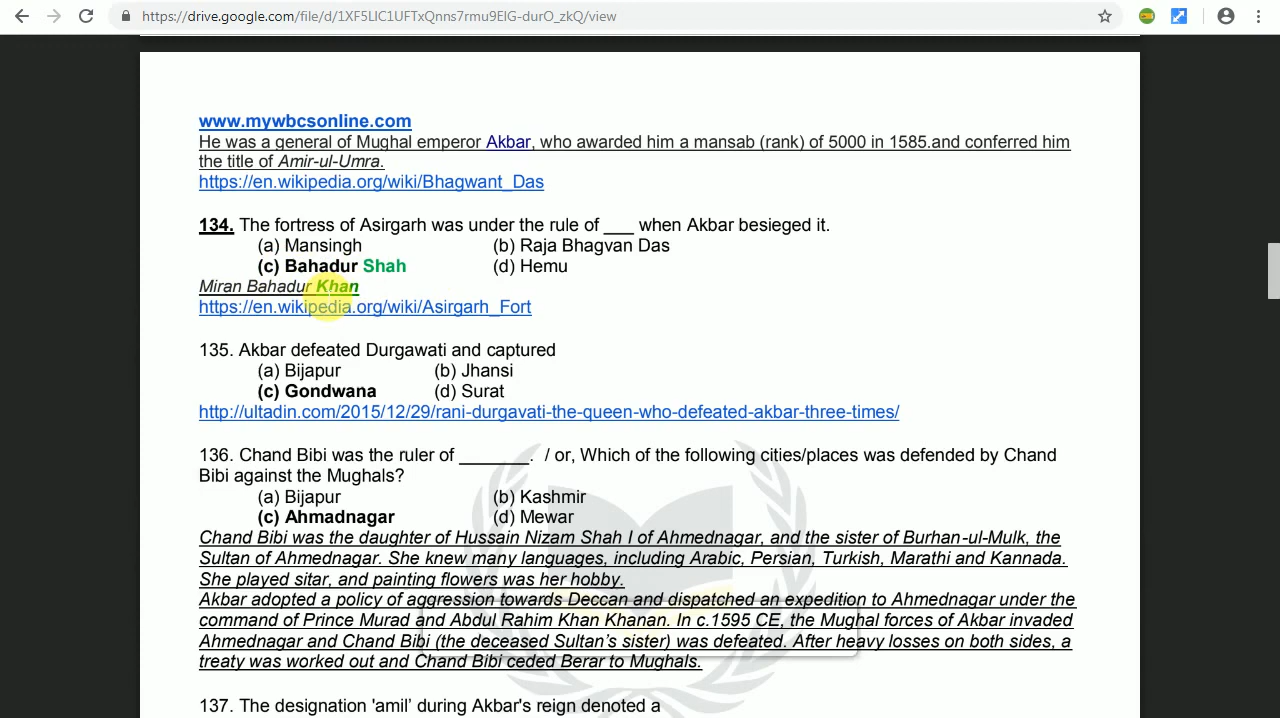 https://drive.google.com/file/d/1XF5LIC1UFTxQnns7rmu9EIG-durO_zkQ/view
www.mywbcsonline.com
He was a general of Mughal emperor Akbar, who awarded him a mansab (rank) of 5000 in 1585.and conferred him
the title of Amir-ul-Umra.
https://en.wikipedia.org/wiki/Bhagwant_Das
134. The fortress of Asirgarh was under the rule of ___ when Akbar besieged it.
(a) Mansingh (b) Raja Bhagvan Das
(c) Bahadur Shah (d) Hemu
Miran Bahadur Khan
https://en.wikipedia.org/wiki/Asirgarh_Fort
135. Akbar defeated Durgawati and captured
(a) Bijapur (b) Jhansi
(c) Gondwana (d) Surat
http://ultadin.com/2015/12/29/rani-durgavati-the-queen-who-defeated-akbar-three-times/
136. Chand Bibi was the ruler of _______. / or, Which of the following cities/places was defended by Chand
Bibi against the Mughals?
(a) Bijapur (b) Kashmir
(c) Ahmadnagar (d) Mewar
Chand Bibi was the daughter of Hussain Nizam Shah I of Ahmednagar, and the sister of Burhan-ul-Mulk, the
Sultan of Ahmednagar. She knew many languages, including Arabic, Persian, Turkish, Marathi and Kannada.
She played sitar, and painting flowers was her hobby.
Akbar adopted a policy of aggression towards Deccan and dispatched an expedition to Ahmednagar under the
command of Prince Murad and Abdul Rahim Khan Khanan. In c.1595 CE, the Mughal forces of Akbar invaded
Ahmednagar and Chand Bibi (the deceased Sultan's sister) was defeated. After heavy losses on both sides, a
treaty was worked out and Chand Bibi ceded Berar to Mughals.
137. The designation 'amil' during Akbar's reign denoted a